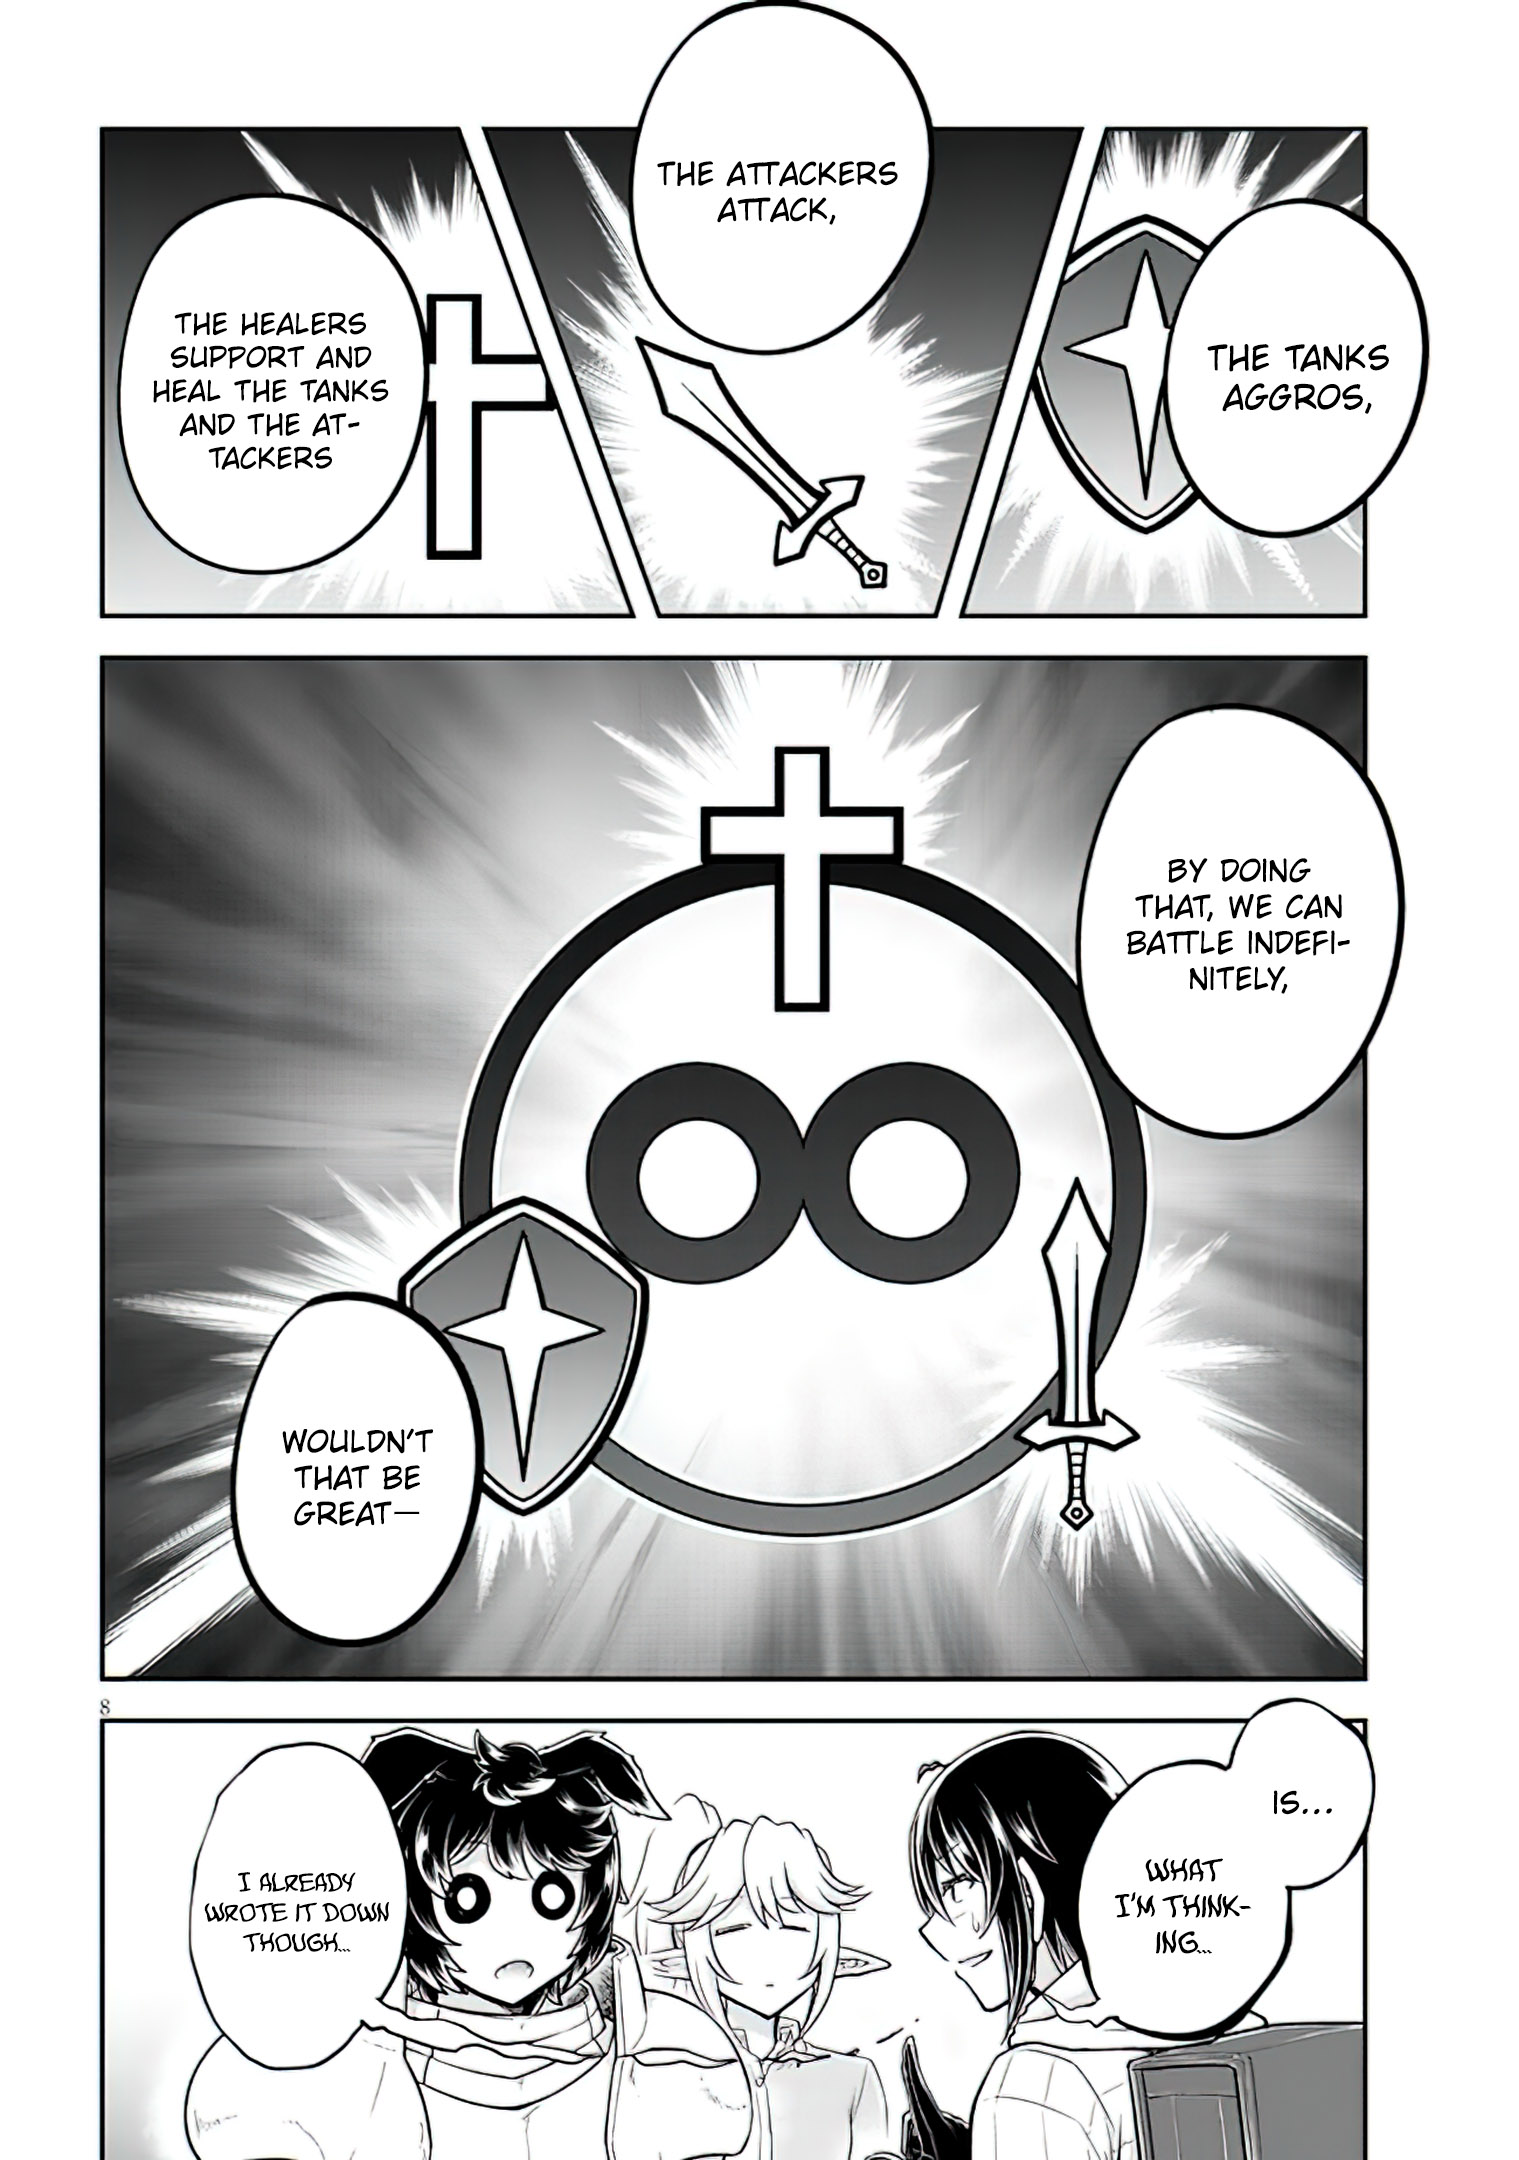 THE TANKS
AGGROS,
THE ATTACKERS
ATTACK,
THE HEALERS
SUPPORT AND
HEAL THE TANKS
AND THE AT-
TACKERS
BY DOING
THAT, WE CAN
BATTLE INDEFI-
NITELY,
WOULDN'T
THAT BE
GREAT—
8
IS...
WHAT
I'M THINK-
ING...
I ALREADY
WROTE IT DOWN
THOUGH...